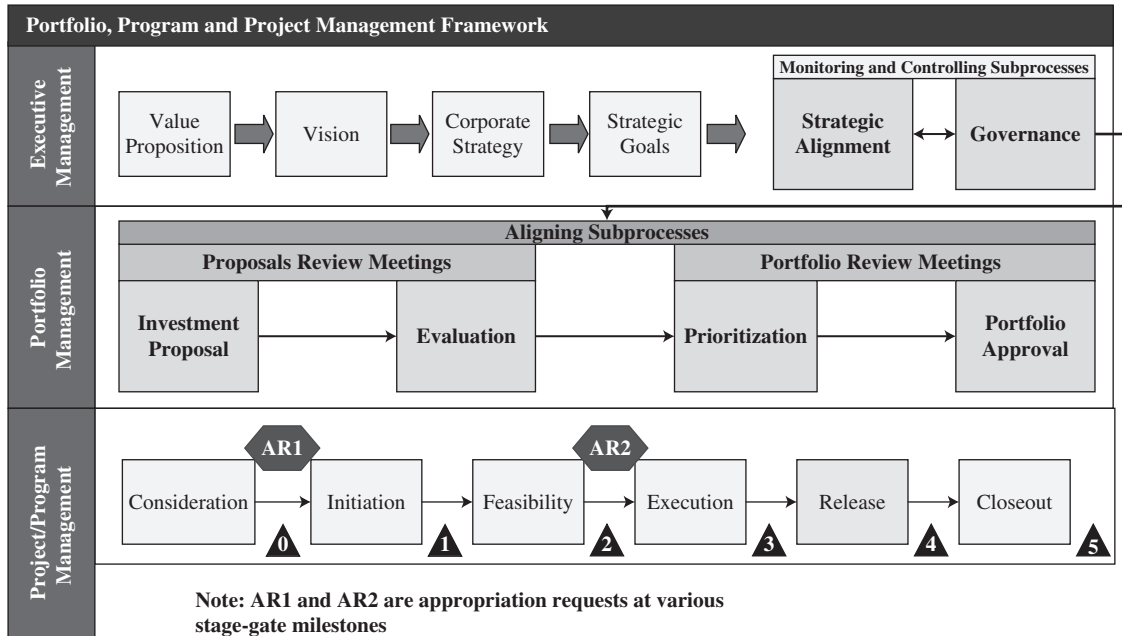 Portfolio, Program and Project Management Framework
Executive
Management
Value
Proposition
Vision
Corporate
Strategy
Strategic
Goals
Monitoring and Controlling Subprocesses
Strategic
Alignment
Governance
Portfolio
Management
Aligning Subprocesses
Proposals Review Meetings
Portfolio Review Meetings
Investment
Proposal
Evaluation
Prioritization
Portfolio
Approval
Project/Program
Management
AR1
AR2
Consideration
Initiation
Feasibility
Execution
Release
Closeout
0
1
2
3
4
5
Note: AR1 and AR2 are appropriation requests at various
stage-gate milestones